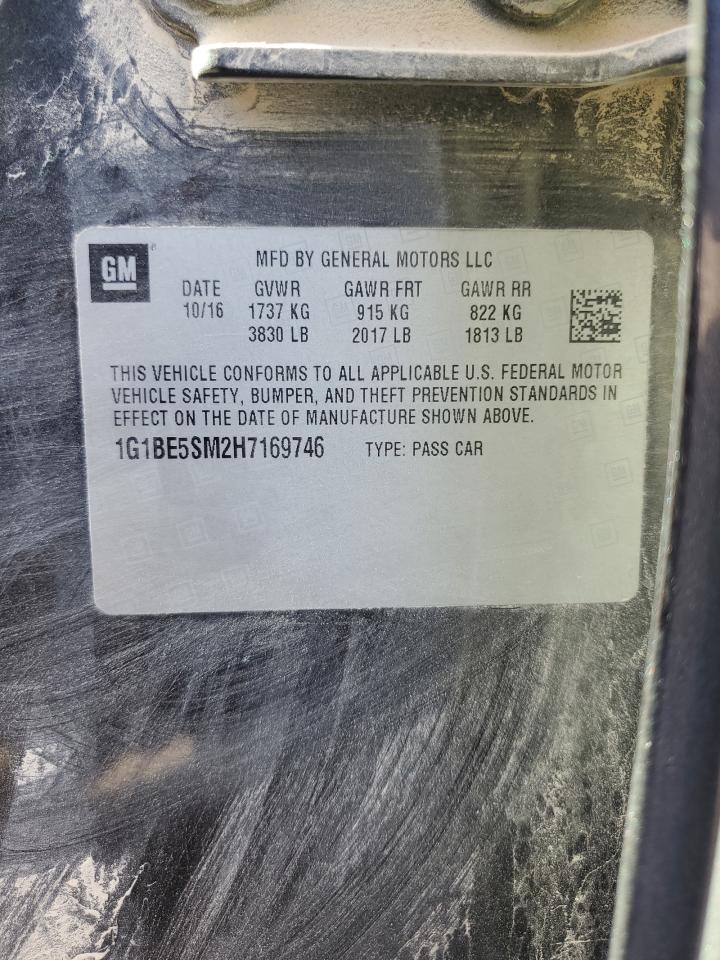 GM ®
MFD BY GENERAL MOTORS LLC
DATE GVWR GAWR FRT GAWR RR
10/16 1737 KG 915 KG 822 KG
3830 LB 2017 LB 1813 LB
THIS VEHICLE CONFORMS TO ALL APPLICABLE U.S. FEDERAL MOTOR
VEHICLE SAFETY, BUMPER, AND THEFT PREVENTION STANDARDS IN
EFFECT ON THE DATE OF MANUFACTURE SHOWN ABOVE.
1G1BE5SM2H7169746 TYPE: PASS CAR